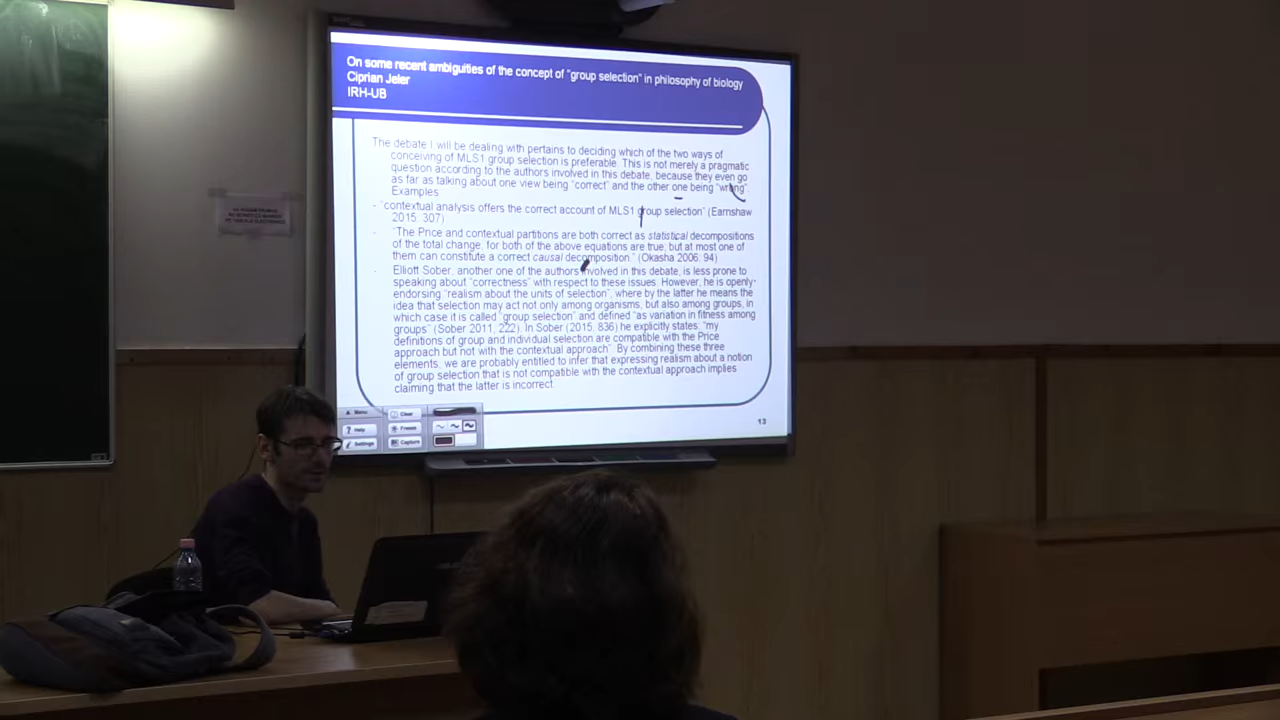 On some recent ambiguities of the concept of "group selection" in philosophy of biology
Ciprian Jeler
IRH-UB
The debate I will be dealing with pertains to deciding which of the two ways of
conceiving of MLS1 group selection is preferable. This is not merely a pragmatic
question according to the authors involved in this debate, because they even go
as far as talking about one view being "correct" and the other one being "wrong".
Examples
- "contextual analysis offers the correct account of MLS1 group selection" (Earnshaw
2015: 307)
- "The Price and contextual partitions are both correct as statistical decompositions
of the total change, for both of the above equations are true, but at most one of
them can constitute a correct causal decomposition." (Okasha 2006: 94)
- Elliott Sober, another one of the authors involved in this debate, is less prone to
speaking about "correctness" with respect to these issues. However, he is openly
endorsing "realism about the units of selection", where by the latter he means the
idea that selection may act not only among organisms, but also among groups, in
which case it is called "group selection" and defined "as variation in fitness among
groups" (Sober 2011, 222). In Sober (2015, 836) he explicitly states: "my
definitions of group and individual selection are compatible with the Price
approach but not with the contextual approach". By combining these three
elements, we are probably entitled to infer that expressing realism about a notion
of group selection that is not compatible with the contextual approach implies
claiming that the latter is incorrect.
13
Menu
Clear
Help
Freeze
Settings
Capture